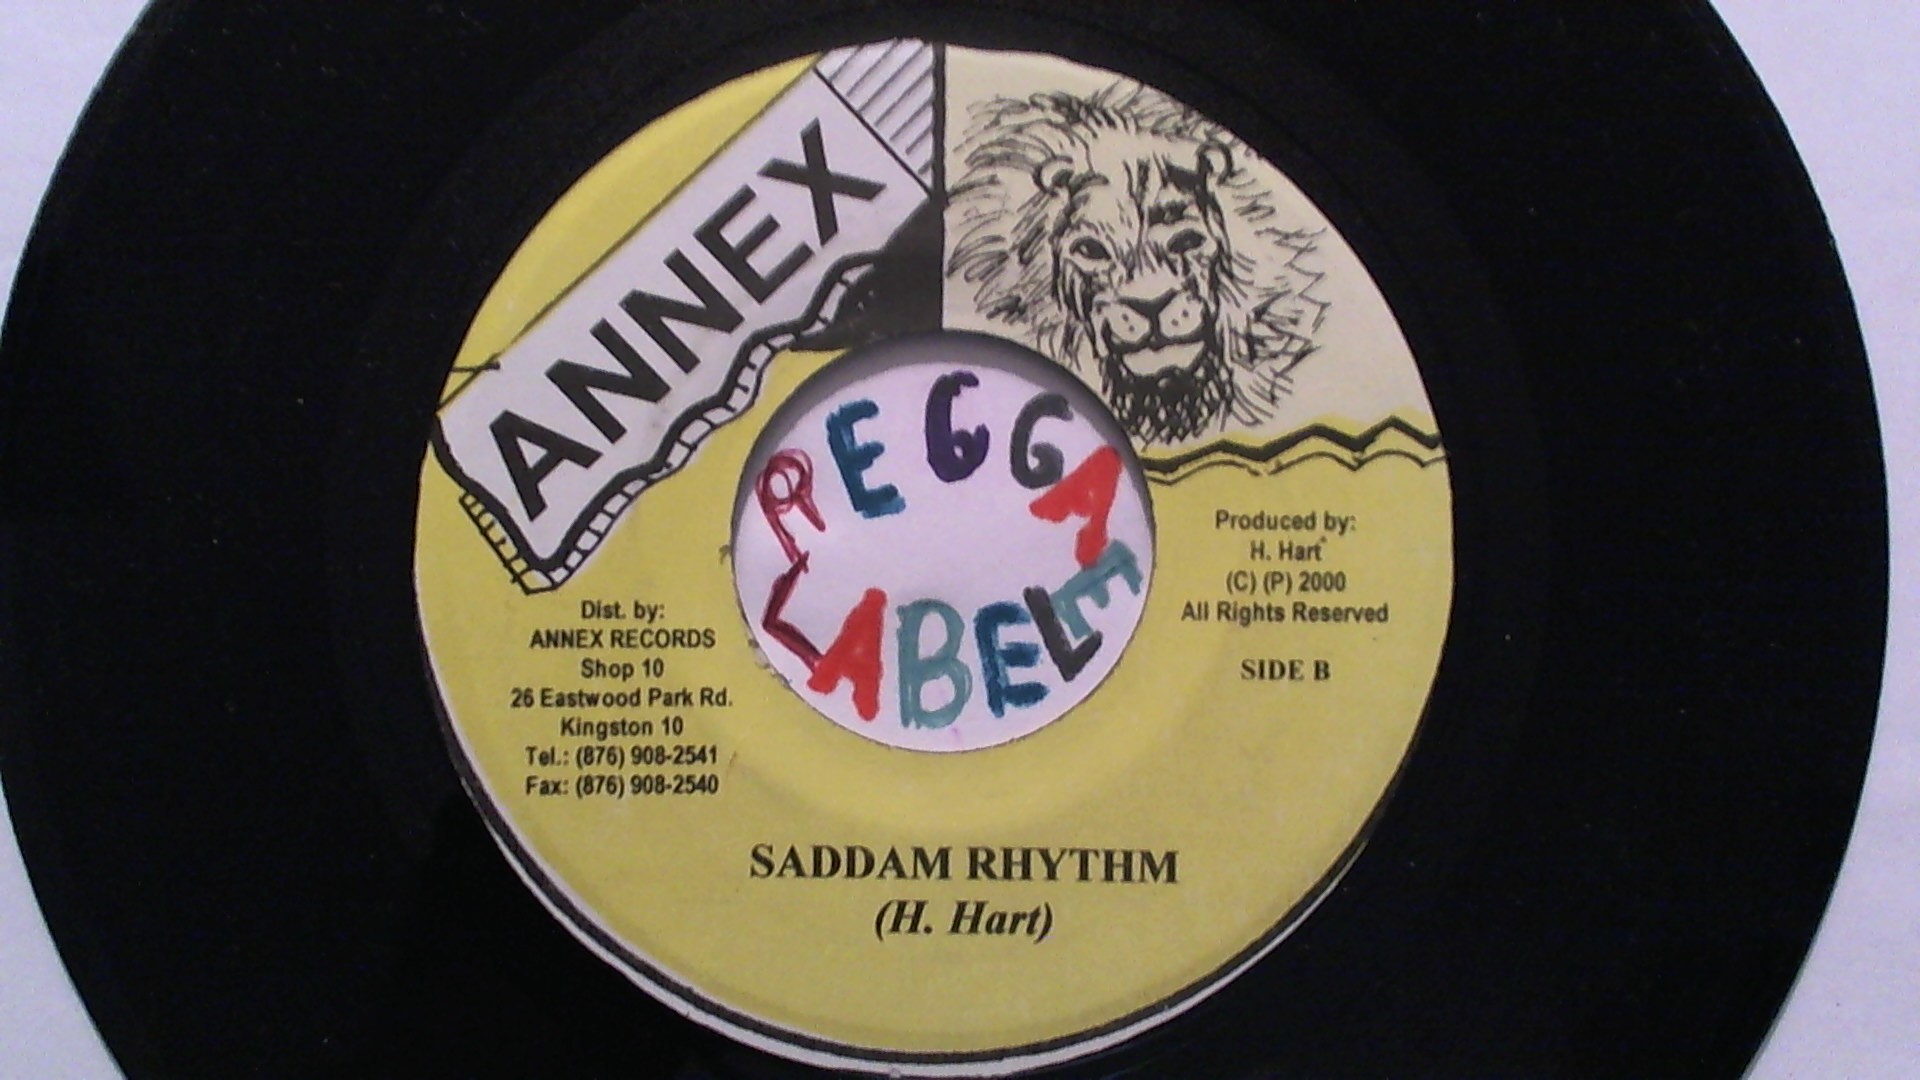 ANNEX
REGGAE
LABEL
Produced by:
H. Hart
(C) (P) 2000
All Rights Reserved
SIDE B
Dist. by:
ANNEX RECORDS
Shop 10
26 Eastwood Park Rd.
Kingston 10
Tel.: (876) 908-2541
Fax: (876) 908-2540
SADDAM RHYTHM
(H. Hart)